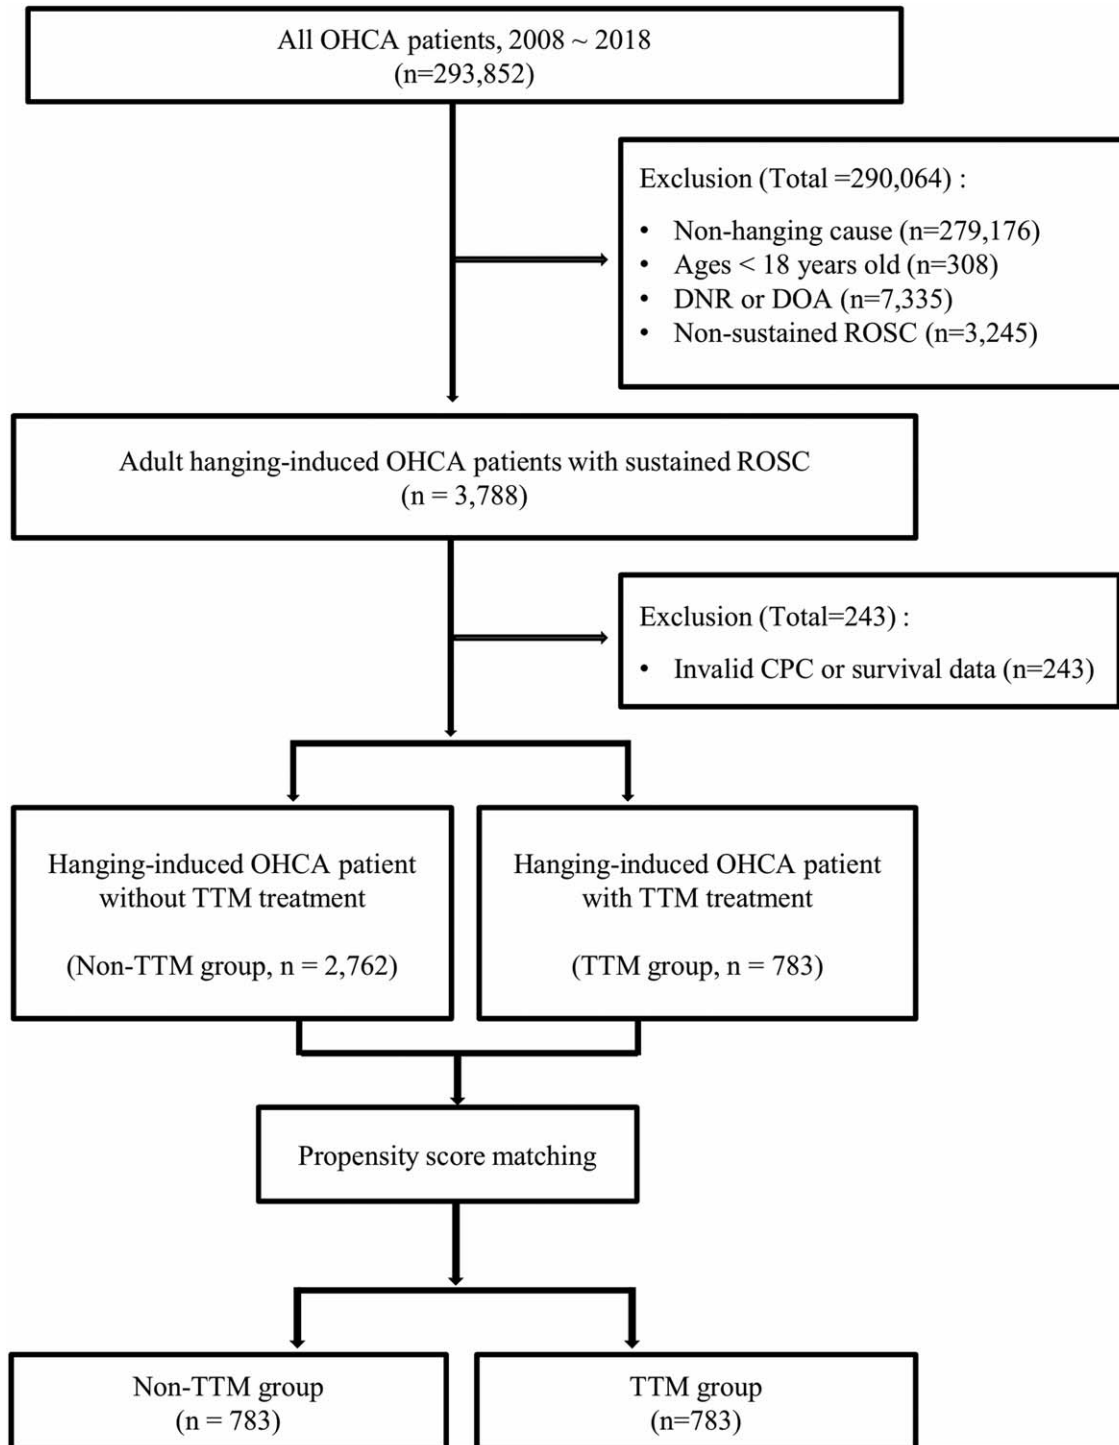 All OHCA patients, 2008 ~ 2018
(n=293,852)
Exclusion (Total =290,064) :
• Non-hanging cause (n=279,176)
• Ages < 18 years old (n=308)
• DNR or DOA (n=7,335)
• Non-sustained ROSC (n=3,245)
Adult hanging-induced OHCA patients with sustained ROSC
(n = 3,788)
Exclusion (Total=243) :
• Invalid CPC or survival data (n=243)
Hanging-induced OHCA patient
without TTM treatment
(Non-TTM group, n = 2,762)
Hanging-induced OHCA patient
with TTM treatment
(TTM group, n = 783)
Propensity score matching
Non-TTM group
(n = 783)
TTM group
(n=783)